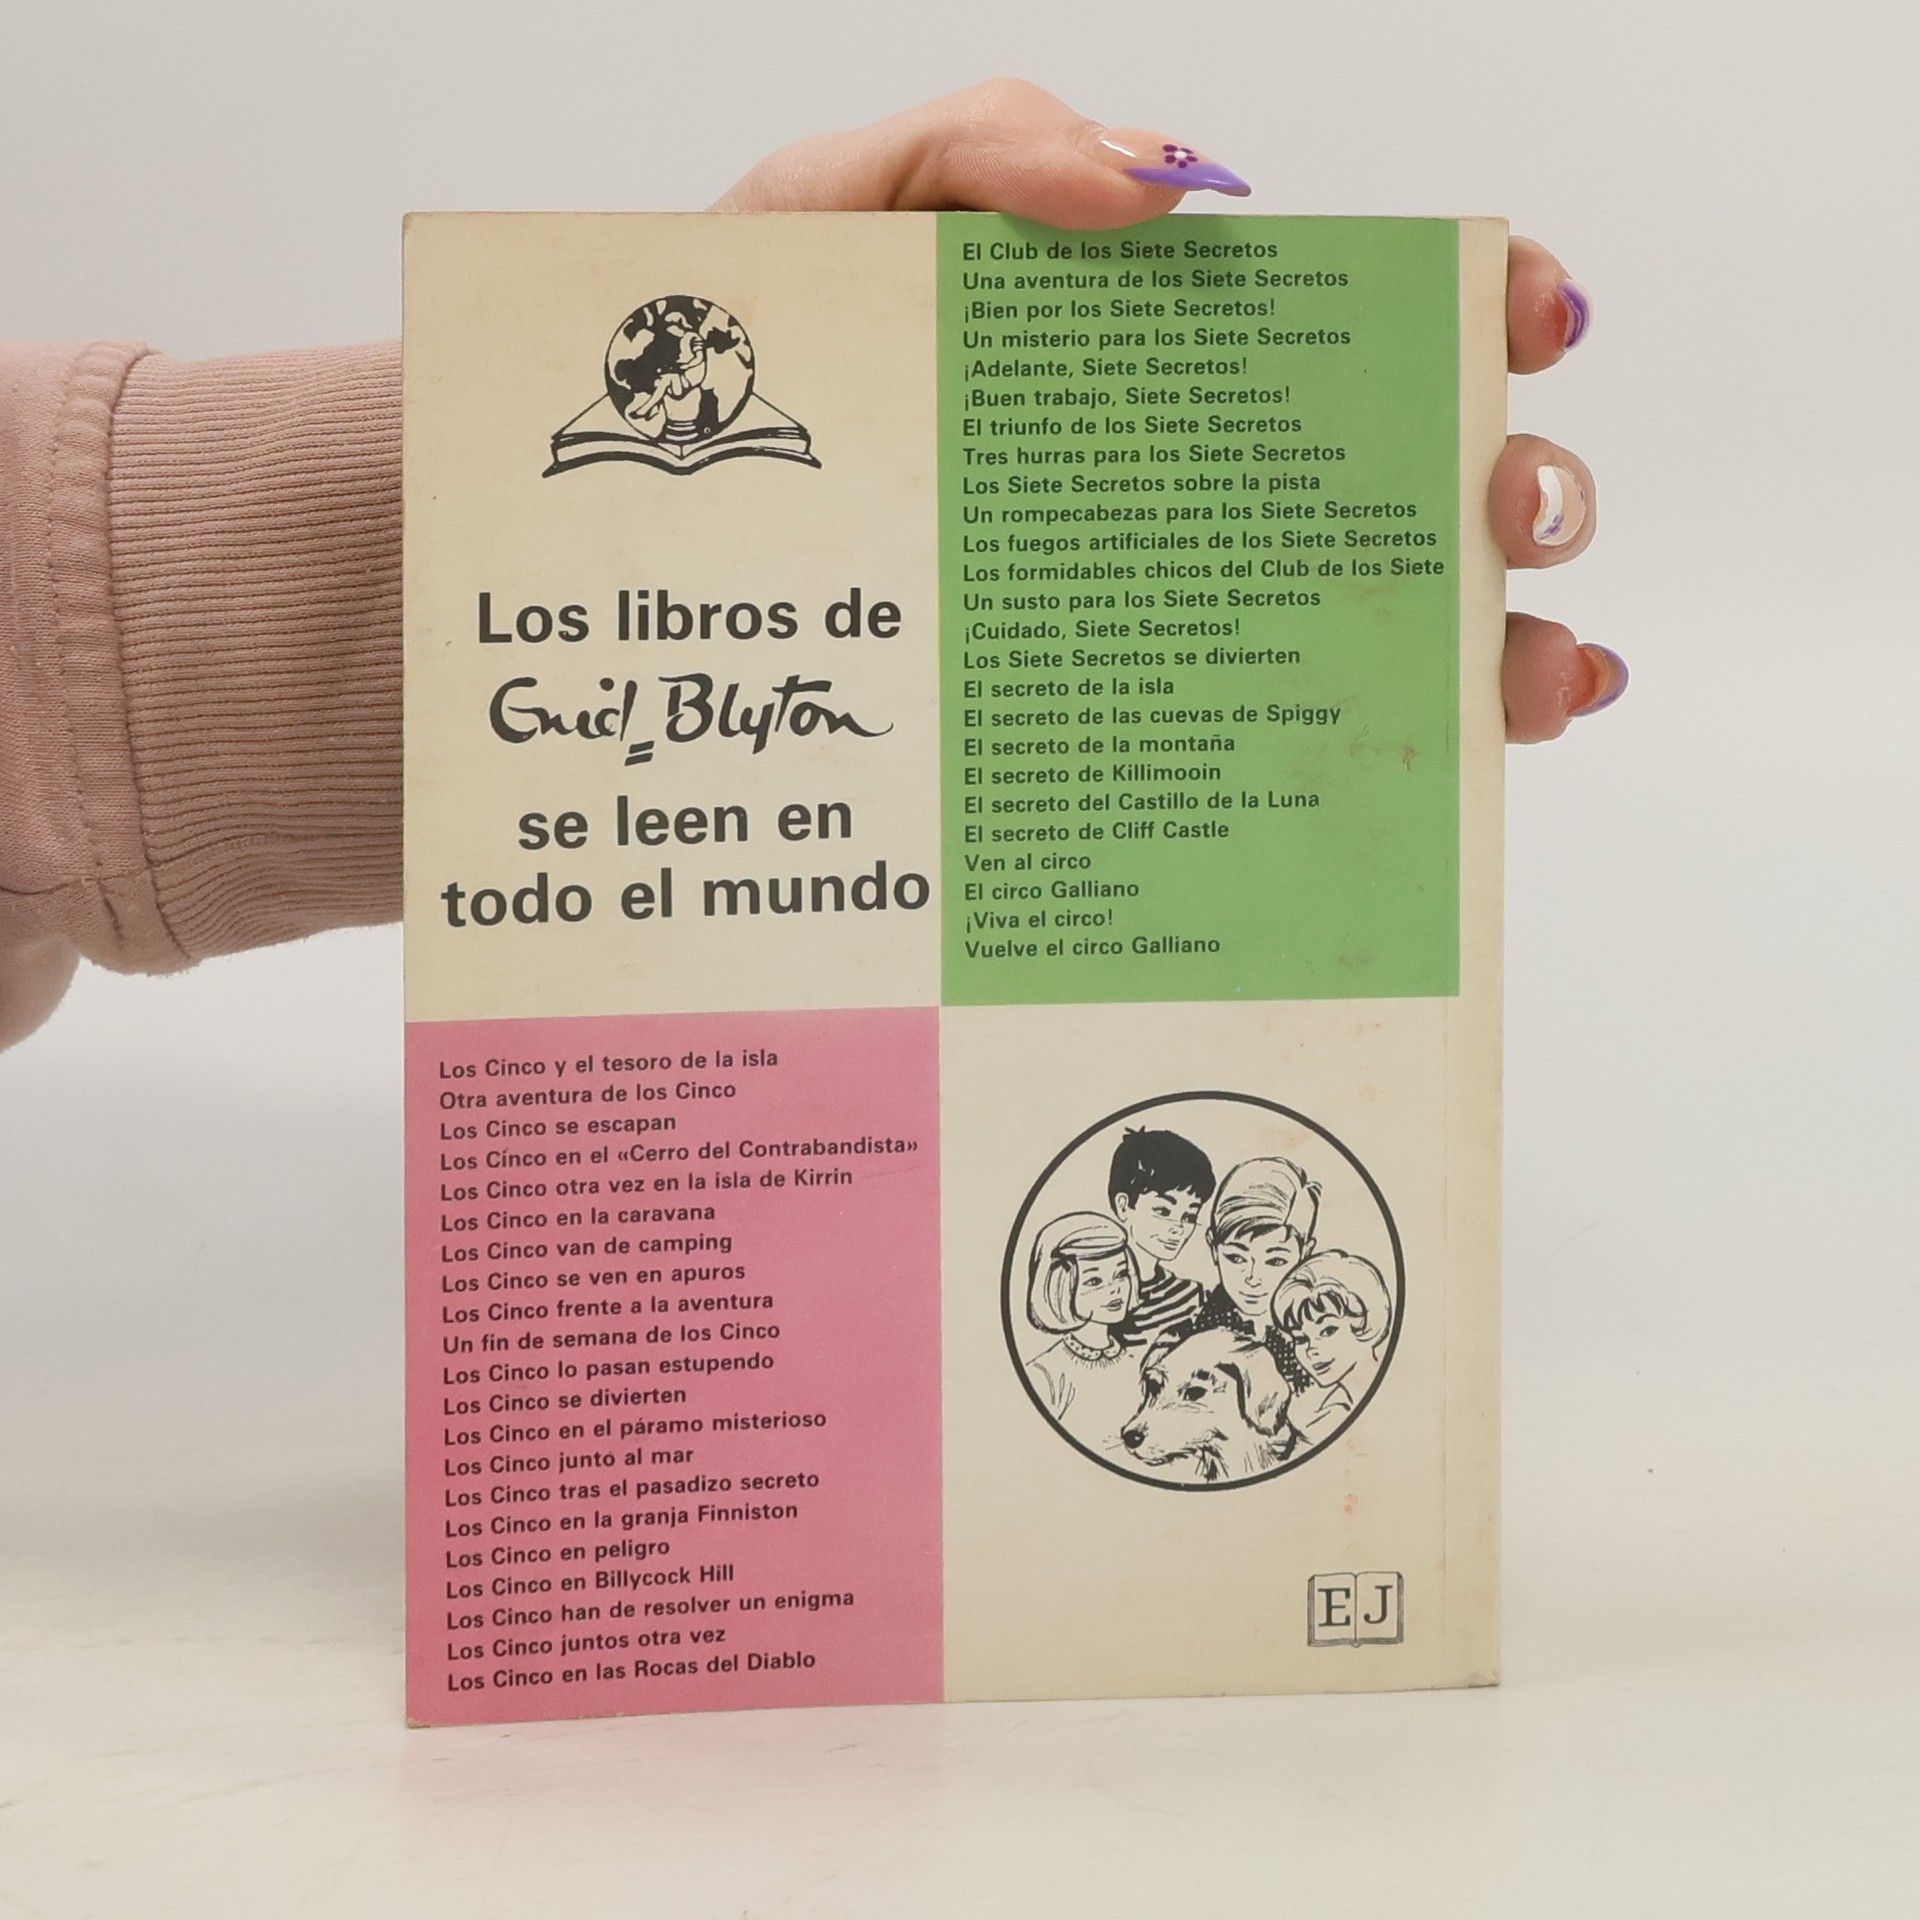 Los libros de
Enid Blyton
se leen en
todo el mundo
El Club de los Siete Secretos
Una aventura de los Siete Secretos
¡Bien por los Siete Secretos!
Un misterio para los Siete Secretos
¡Adelante, Siete Secretos!
¡Buen trabajo, Siete Secretos!
El triunfo de los Siete Secretos
Tres hurras para los Siete Secretos
Los Siete Secretos sobre la pista
Un rompecabezas para los Siete Secretos
Los fuegos artificiales de los Siete Secretos
Los formidables chicos del Club de los Siete
Un susto para los Siete Secretos
¡Cuidado, Siete Secretos!
Los Siete Secretos se divierten
El secreto de la isla
El secreto de las cuevas de Spiggy
El secreto de la montaña
El secreto de Killimooin
El secreto del Castillo de la Luna
El secreto de Cliff Castle
Ven al circo
El circo Galliano
¡Viva el circo!
Vuelve el circo Galliano
Los Cinco y el tesoro de la isla
Otra aventura de los Cinco
Los Cinco se escapan
Los Cinco en el «Cerro del Contrabandista»
Los Cinco otra vez en la isla de Kirrin
Los Cinco en la caravana
Los Cinco van de camping
Los Cinco se ven en apuros
Los Cinco frente a la aventura
Un fin de semana de los Cinco
Los Cinco lo pasan estupendo
Los Cinco se divierten
Los Cinco en el páramo misterioso
Los Cinco junto al mar
Los Cinco tras el pasadizo secreto
Los Cinco en la granja Finniston
Los Cinco en peligro
Los Cinco en Billycock Hill
Los Cinco han de resolver un enigma
Los Cinco juntos otra vez
Los Cinco en las Rocas del Diablo
EJ